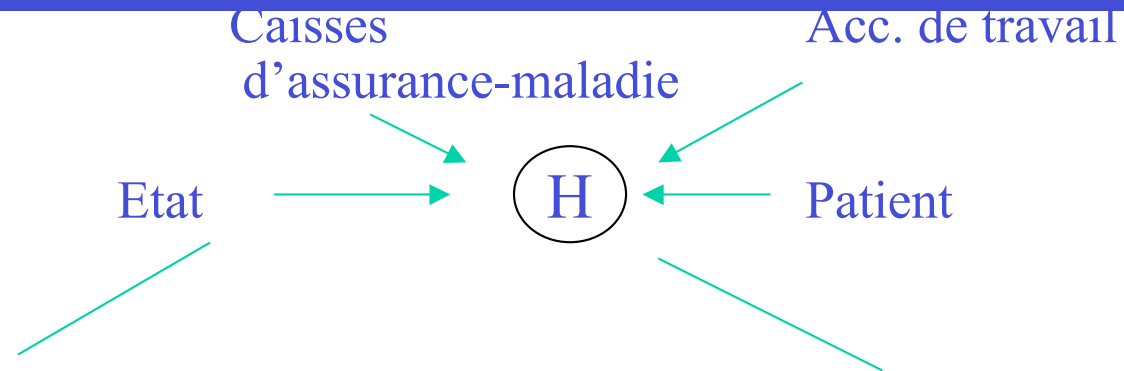 Caisses
d’assurance-maladie
Acc. de travail
Etat
H
Patient